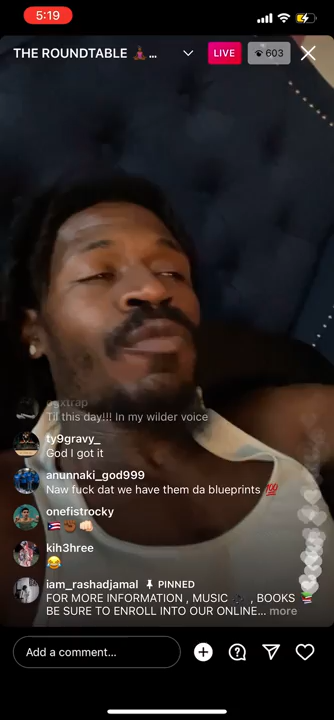 5:19
THE ROUNDTABLE 🧘🏾‍♂️ ...
LIVE
603
Til this day!!! In my wilder voice
ty9gravy_
God I got it
anunnaki_god999
Naw fuck dat we have them da blueprints 💯
onefistrocky
🇵🇷✊🏾👊🏻
kih3hree
😂
iam_rashadjamal PINNED
FOR MORE INFORMATION , MUSIC 🎶 , BOOKS 📚
BE SURE TO ENROLL INTO OUR ONLINE... more
Add a comment...